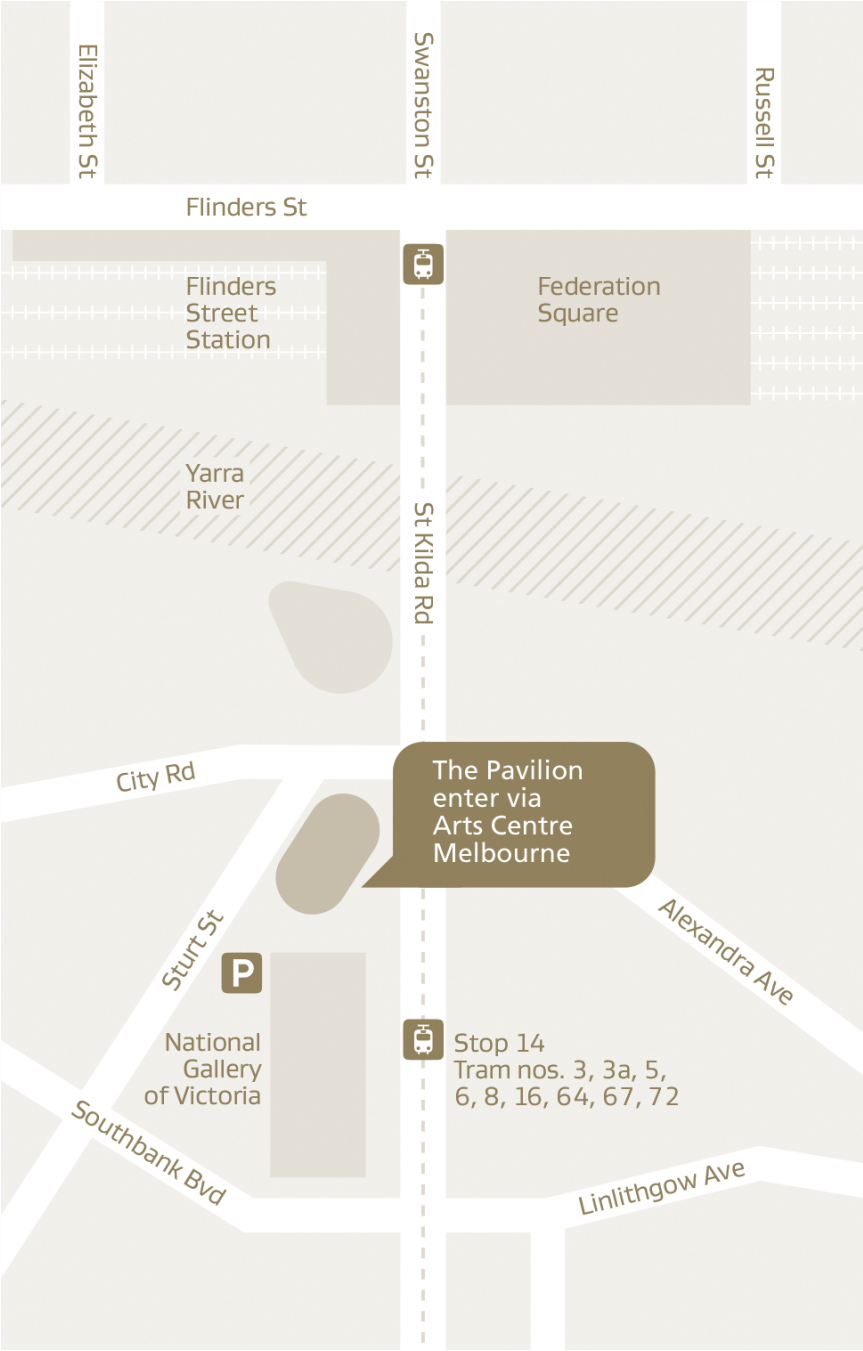 Elizabeth St
Swanston St
Russell St
Flinders St
Flinders
Street
Station
Federation
Square
Yarra
River
St Kilda Rd
City Rd
The Pavilion
enter via
Arts Centre
Melbourne
Alexandra Ave
Sturt St
P
National
Gallery
of Victoria
Stop 14
Tram nos. 3, 3a, 5,
6, 8, 16, 64, 67, 72
Southbank Bvd
Linlithgow Ave